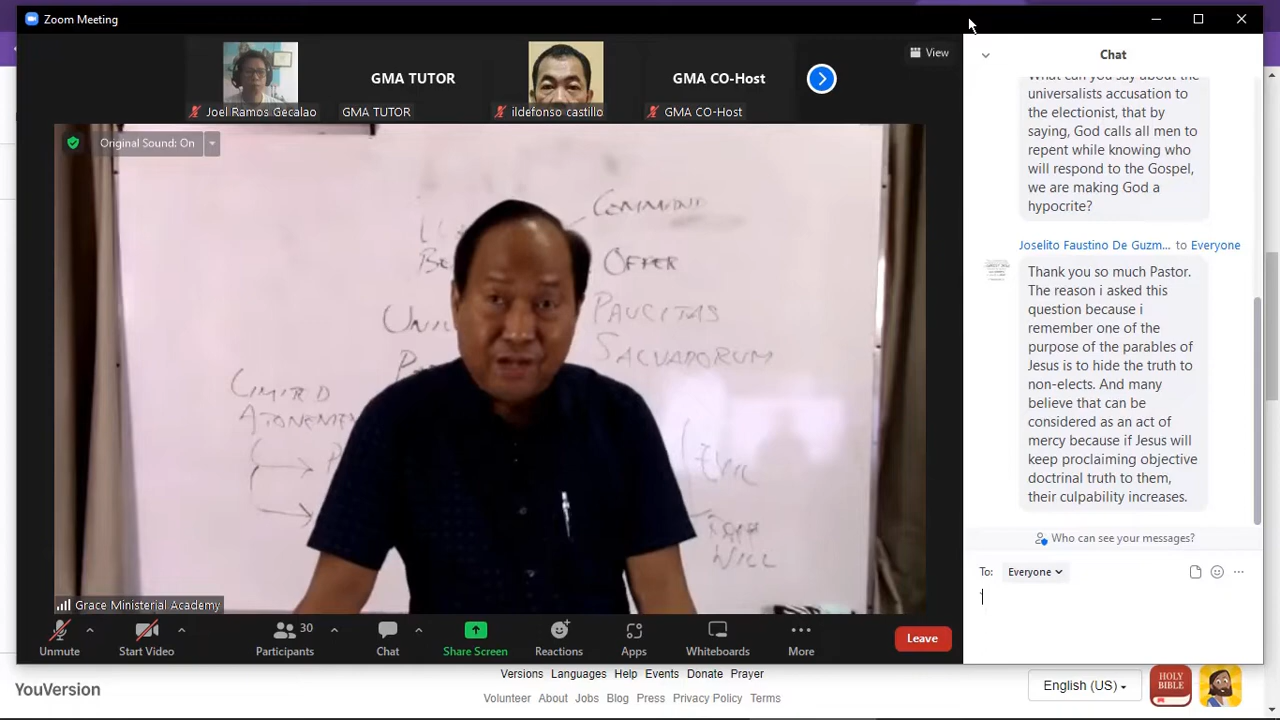 Zoom Meeting
View
GMA TUTOR
GMA CO-Host
Joel Ramos Gecalao
GMA TUTOR
ildefonso castillo
GMA CO-Host
Original Sound: On
COMMAND
OFFER
PAUCITAS
SALVADORUM
LIMITED
WILL
Grace Ministerial Academy
Chat
What can you say about the
universalists accusation to
the electionist, that by
saying, God calls all men to
repent while knowing who
will respond to the Gospel,
we are making God a
hypocrite?
Joselito Faustino De Guzm... to Everyone
Thank you so much Pastor.
The reason i asked this
question because i
remember one of the
purpose of the parables of
Jesus is to hide the truth to
non-elects. And many
believe that can be
considered as an act of
mercy because if Jesus will
keep proclaiming objective
doctrinal truth to them,
their culpability increases.
Who can see your messages?
To: Everyone
Unmute
Start Video
30
Participants
Chat
Share Screen
Reactions
Apps
Whiteboards
More
Leave
YouVersion
Versions Languages Help Events Donate Prayer
Volunteer About Jobs Blog Press Privacy Policy Terms
English (US)
HOLY
BIBLE